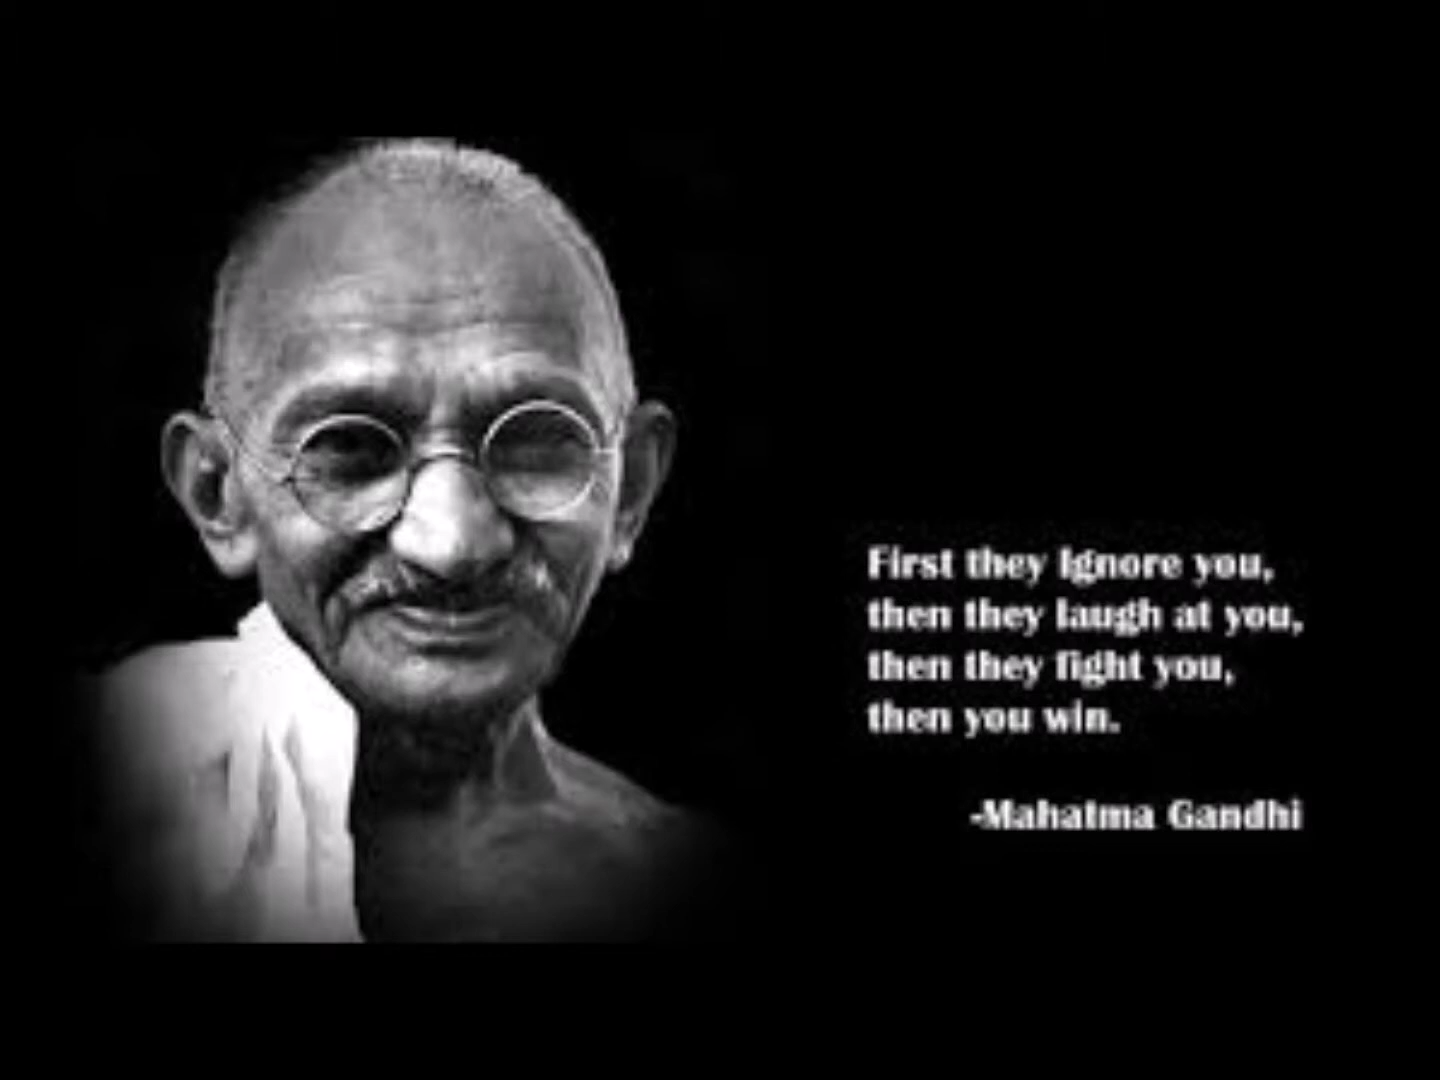 First they Ignore you,
then they laugh at you,
then they fight you,
then you win.
-Mahatma Gandhi